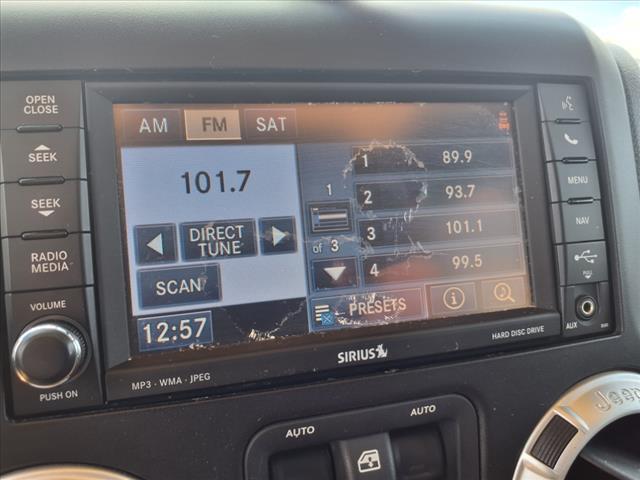 OPEN
CLOSE
SEEK
SEEK
RADIO
MEDIA
VOLUME
PUSH ON
AM FM SAT
101.7
DIRECT
TUNE
SCAN
12:57
1
of 3
1 89.9
2 93.7
3 101.1
4 99.5
PRESETS
MENU
NAV
AUX
MP3 · WMA · JPEG
SIRIUS
HARD DISC DRIVE
AUTO AUTO
Jeep